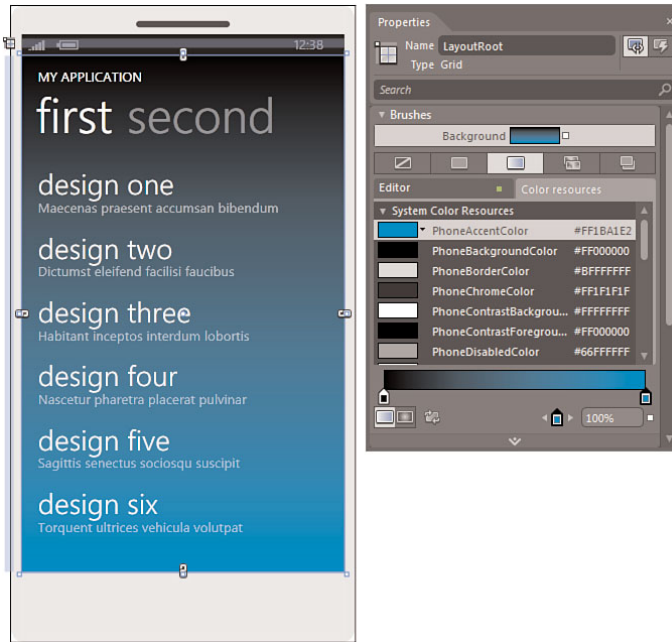 12:38
MY APPLICATION
first second
design one
Maecenas praesent accumsan bibendum
design two
Dictumst eleifend facilisi faucibus
design three
Habitant inceptos interdum lobortis
design four
Nascetur pharetra placerat pulvinar
design five
Sagittis senectus sociosqu suscipit
design six
Torquent ultrices vehicula volutpat
Properties
Name LayoutRoot
Type Grid
Search
Brushes
Background
Editor Color resources
System Color Resources
PhoneAccentColor #FF1BA1E2
PhoneBackgroundColor #FF000000
PhoneBorderColor #BFFFFFFF
PhoneChromeColor #FF1F1F1F
PhoneContrastBackgrou... #FFFFFFFF
PhoneContrastForegrou... #FF000000
PhoneDisabledColor #66FFFFFF
100%